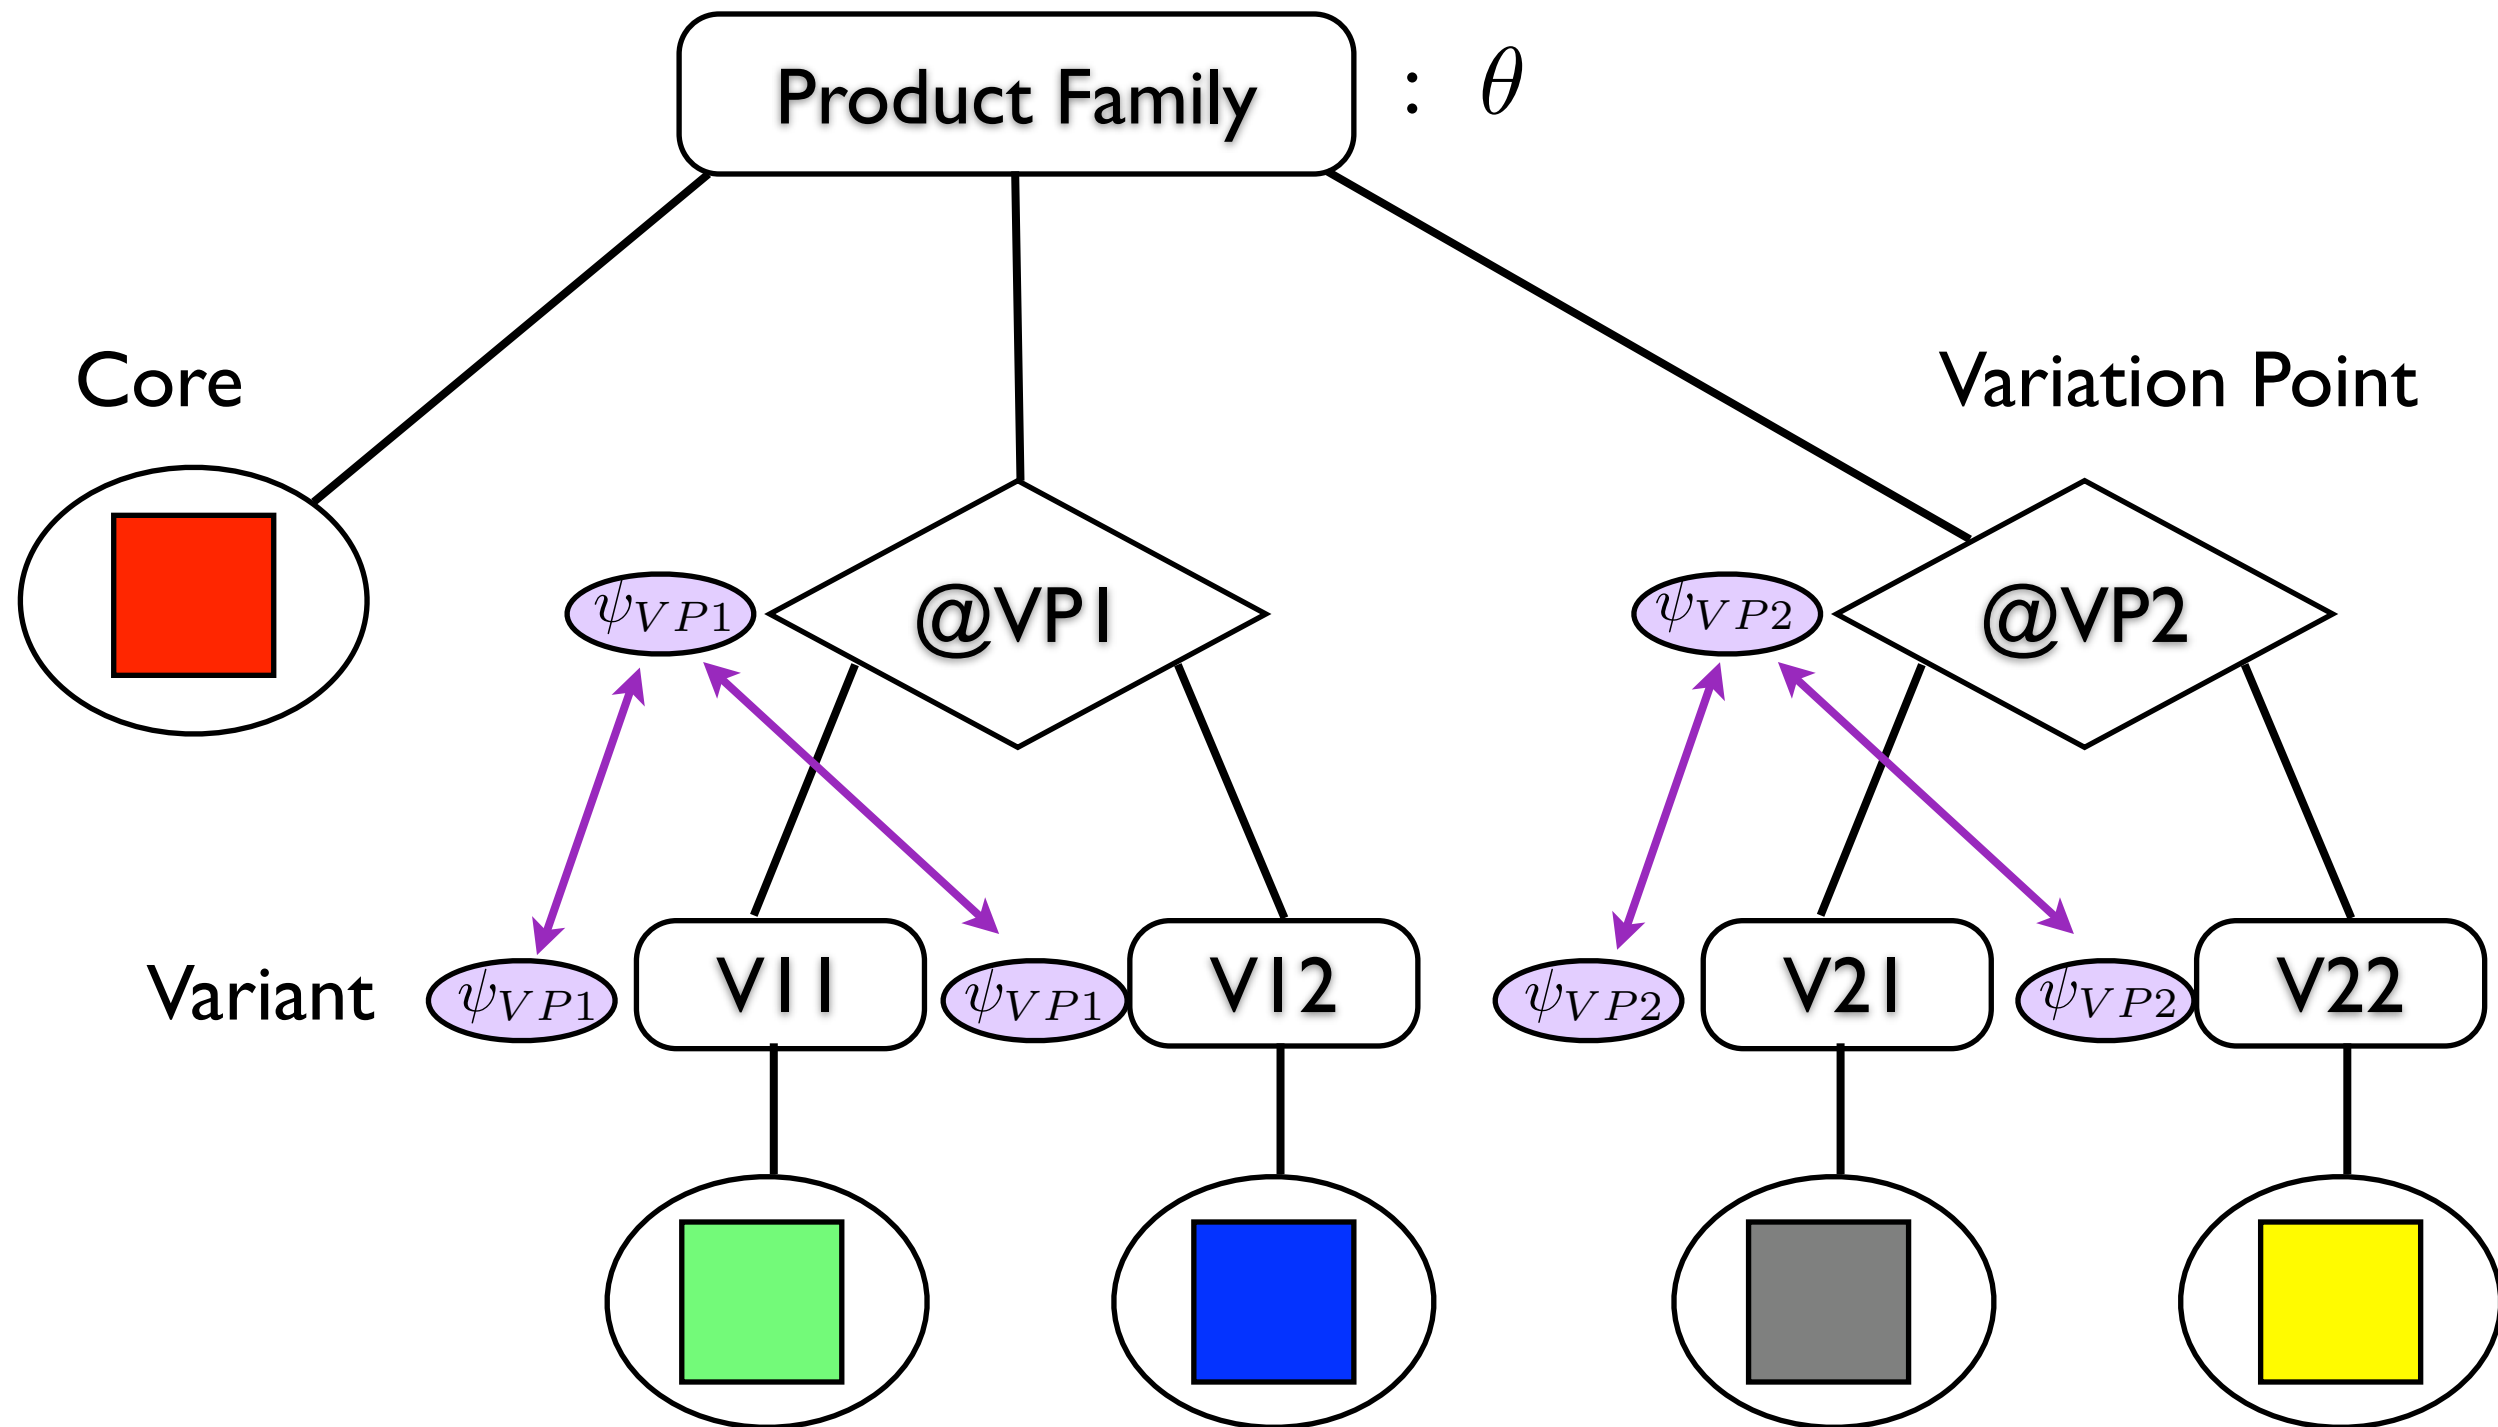 Product Family : θ
Core
Variation Point
ψVP1 @VP1 ψVP2 @VP2
Variant ψVP1 V11 ψVP1 V12 ψVP2 V21 ψVP2 V22